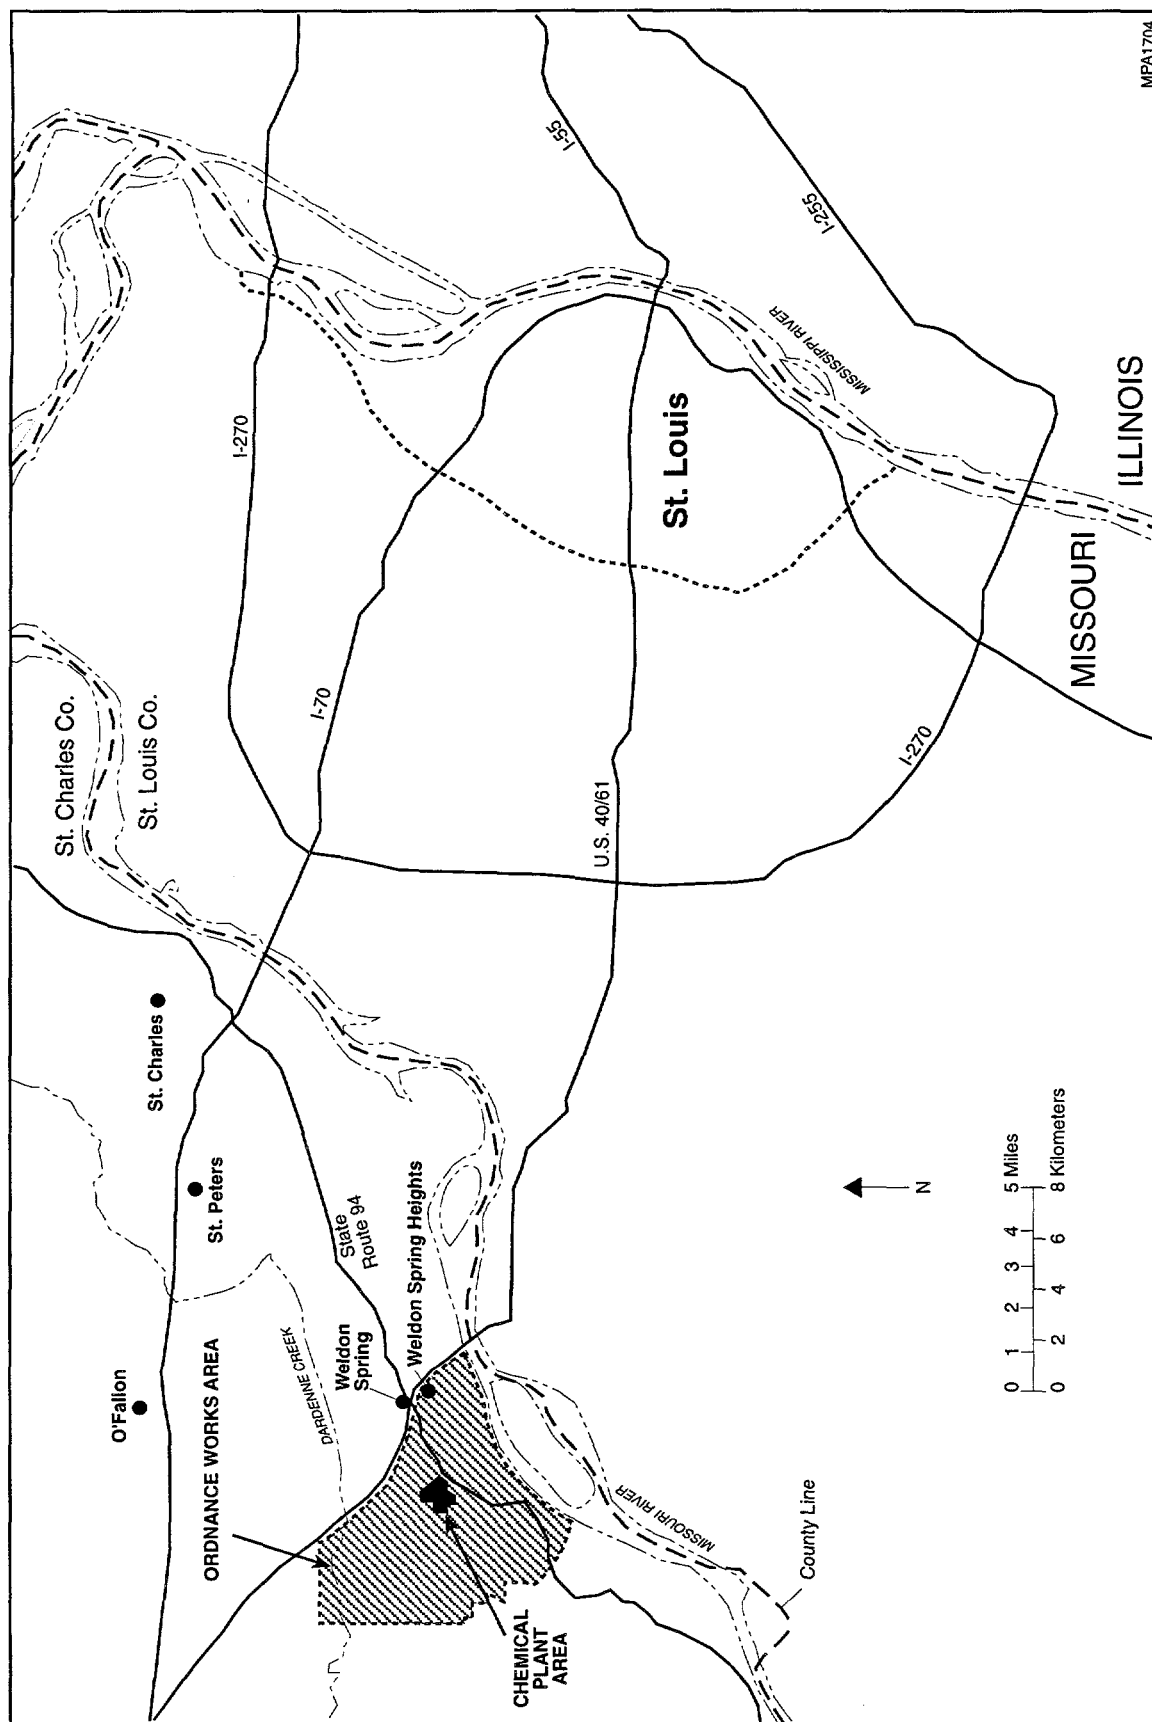 St. Charles Co.
St. Louis Co.
I-270
I-70
I-55
I-255
U.S. 40/61
I-270
St. Louis
MISSISSIPPI RIVER
MISSOURI
ILLINOIS
O'Fallon
St. Peters
St. Charles
ORDNANCE WORKS AREA
DARDENNE CREEK
State
Route 94
Weldon
Spring
Weldon Spring Heights
CHEMICAL
PLANT
AREA
MISSOURI RIVER
County Line
N
0 1 2 3 4 5 Miles
0 2 4 6 8 Kilometers
MPA1704